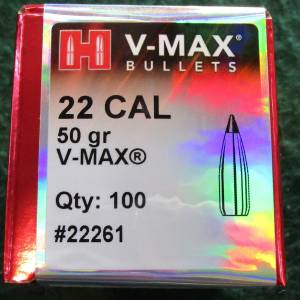 H V-MAX®
BULLETS
22 CAL
50 gr
V-MAX®
Qty: 100
#22261